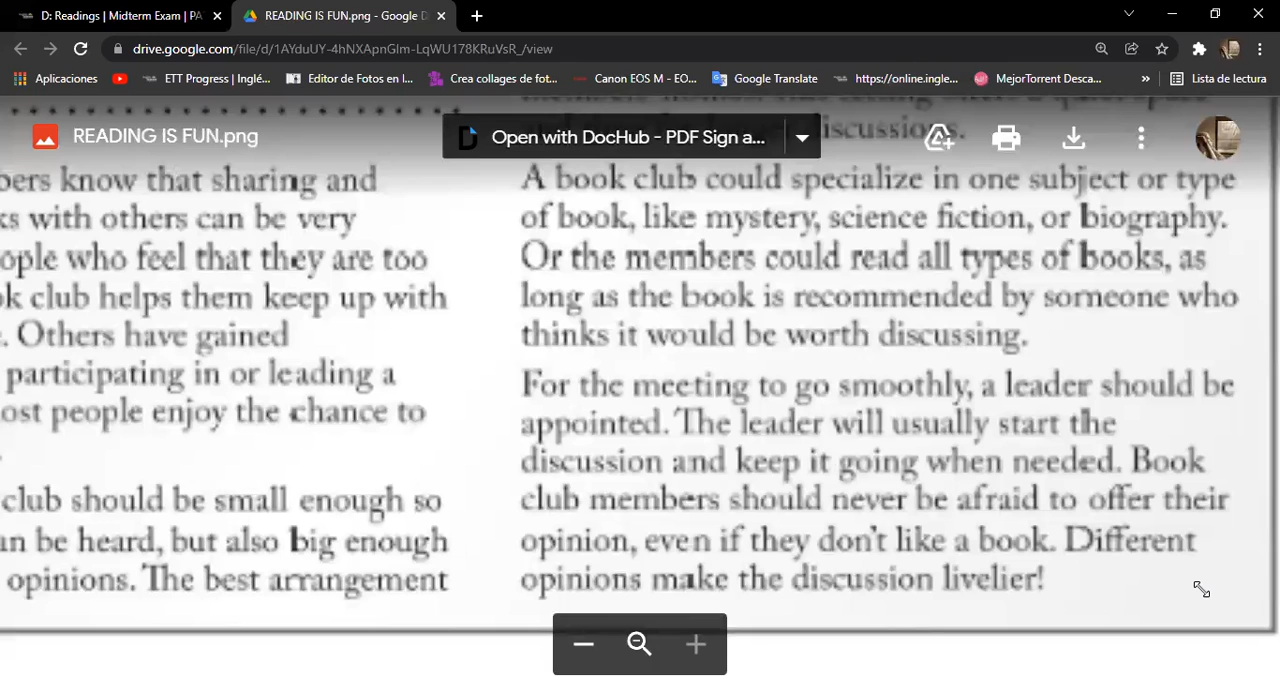 D: Readings | Midterm Exam | PA
READING IS FUN.png - Google D
drive.google.com/file/d/1AYduUY-4hNXApnGlm-LqWU178KRuVsR_/view
Aplicaciones
ETT Progress | Inglé...
Editor de Fotos en l...
Crea collages de fot...
Canon EOS M - EO...
Google Translate
https://online.ingle...
MejorTorrent Desca...
»
Lista de lectura
READING IS FUN.png
Open with DocHub - PDF Sign a...
bers know that sharing and
ks with others can be very
ople who feel that they are too
ok club helps them keep up with
. Others have gained
participating in or leading a
ost people enjoy the chance to
club should be small enough so
an be heard, but also big enough
opinions. The best arrangement
discussions.
A book club could specialize in one subject or type
of book, like mystery, science fiction, or biography.
Or the members could read all types of books, as
long as the book is recommended by someone who
thinks it would be worth discussing.
For the meeting to go smoothly, a leader should be
appointed. The leader will usually start the
discussion and keep it going when needed. Book
club members should never be afraid to offer their
opinion, even if they don't like a book. Different
opinions make the discussion livelier!